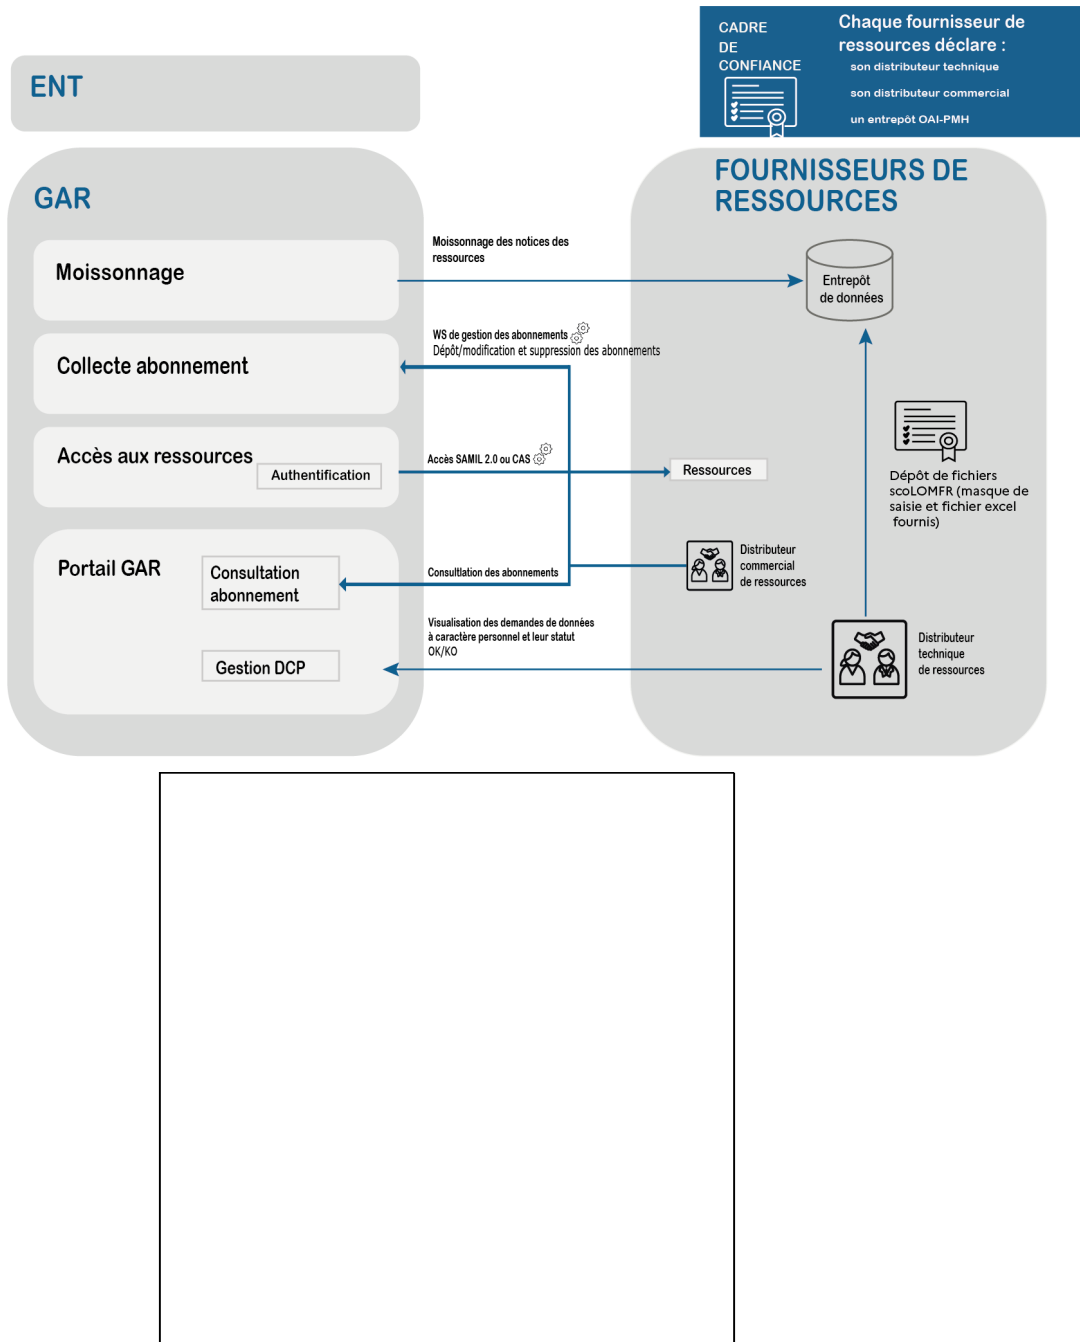 CADRE
DE
CONFIANCE
Chaque fournisseur de
ressources déclare :
son distributeur technique
son distributeur commercial
un entrepôt OAI-PMH
ENT
GAR
FOURNISSEURS DE
RESSOURCES
Moissonnage
Moissonnage des notices des
ressources
Entrepôt
de données
Collecte abonnement
WS de gestion des abonnements
Dépôt/modification et suppression des abonnements
Accès aux ressources
Authentification
Accès SAMIL 2.0 ou CAS
Ressources
Dépôt de fichiers
scoLOMFR (masque de
saisie et fichier excel
fournis)
Portail GAR
Consultation
abonnement
Consultlation des abonnements
Distributeur
commercial
de ressources
Visualisation des demandes de données
à caractère personnel et leur statut
OK/KO
Gestion DCP
Distributeur
technique
de ressources